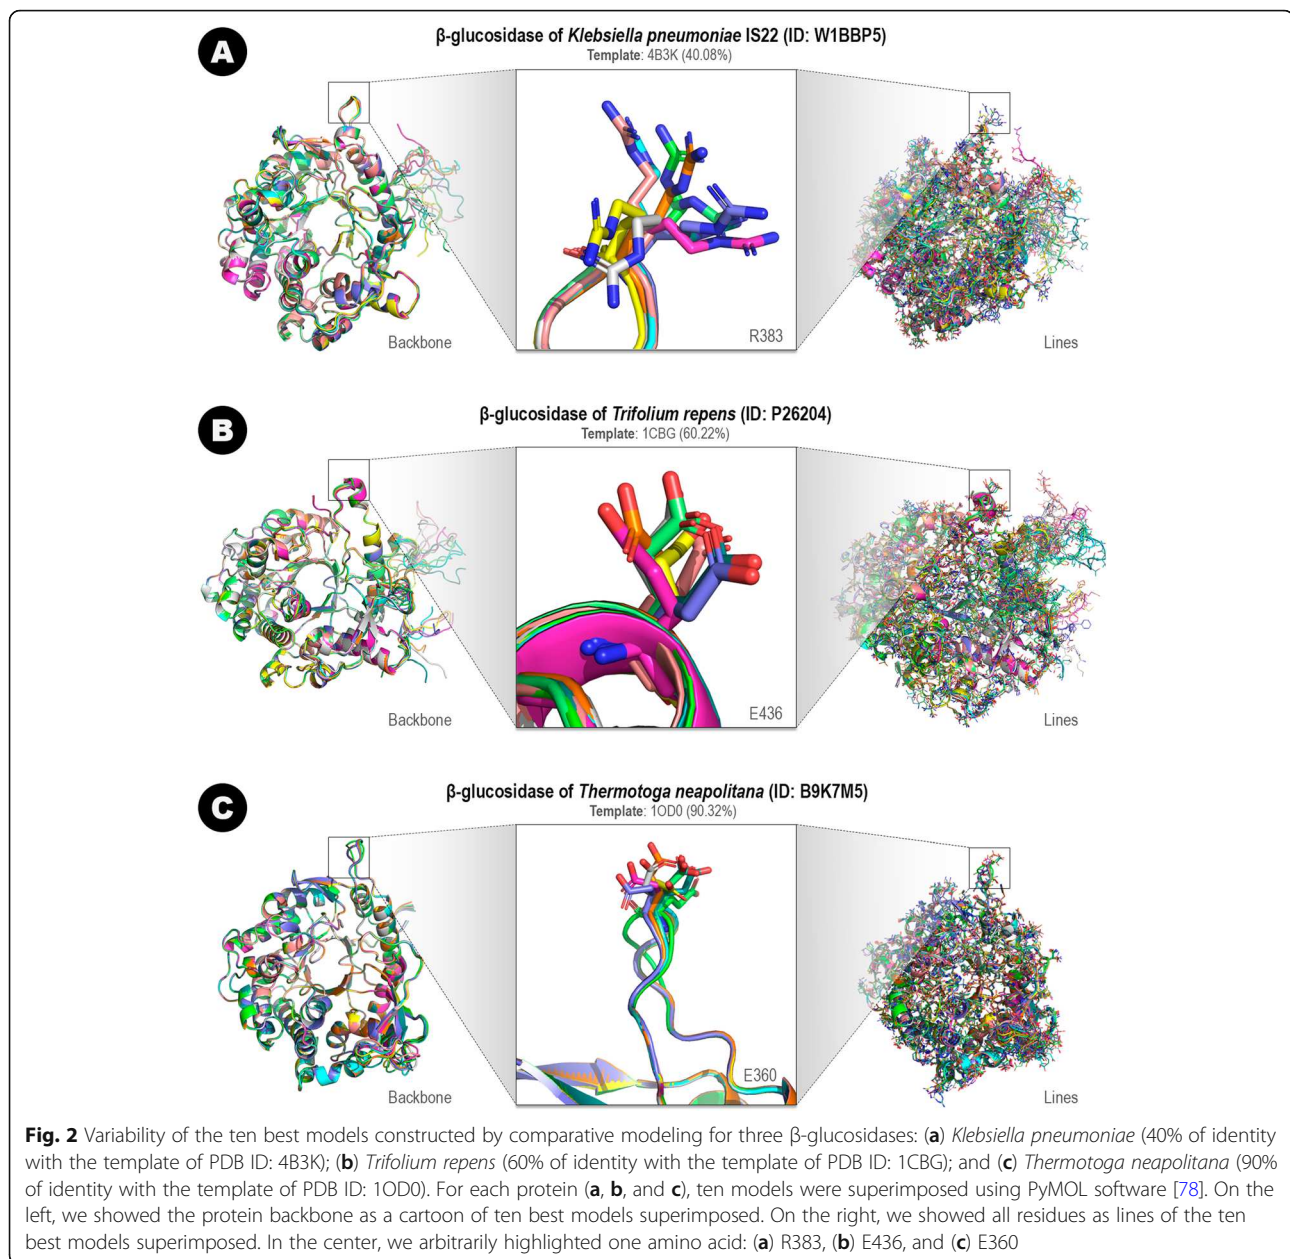 A
β-glucosidase of Klebsiella pneumoniae IS22 (ID: W1BBP5)
Template: 4B3K (40.08%)
Backbone
R383
Lines
B
β-glucosidase of Trifolium repens (ID: P26204)
Template: 1CBG (60.22%)
Backbone
E436
Lines
C
β-glucosidase of Thermotoga neapolitana (ID: B9K7M5)
Template: 1OD0 (90.32%)
Backbone
E360
Lines
Fig. 2 Variability of the ten best models constructed by comparative modeling for three β-glucosidases: (a) Klebsiella pneumoniae (40% of identity
with the template of PDB ID: 4B3K); (b) Trifolium repens (60% of identity with the template of PDB ID: 1CBG); and (c) Thermotoga neapolitana (90%
of identity with the template of PDB ID: 1OD0). For each protein (a, b, and c), ten models were superimposed using PyMOL software [78]. On the
left, we showed the protein backbone as a cartoon of ten best models superimposed. On the right, we showed all residues as lines of the ten
best models superimposed. In the center, we arbitrarily highlighted one amino acid: (a) R383, (b) E436, and (c) E360